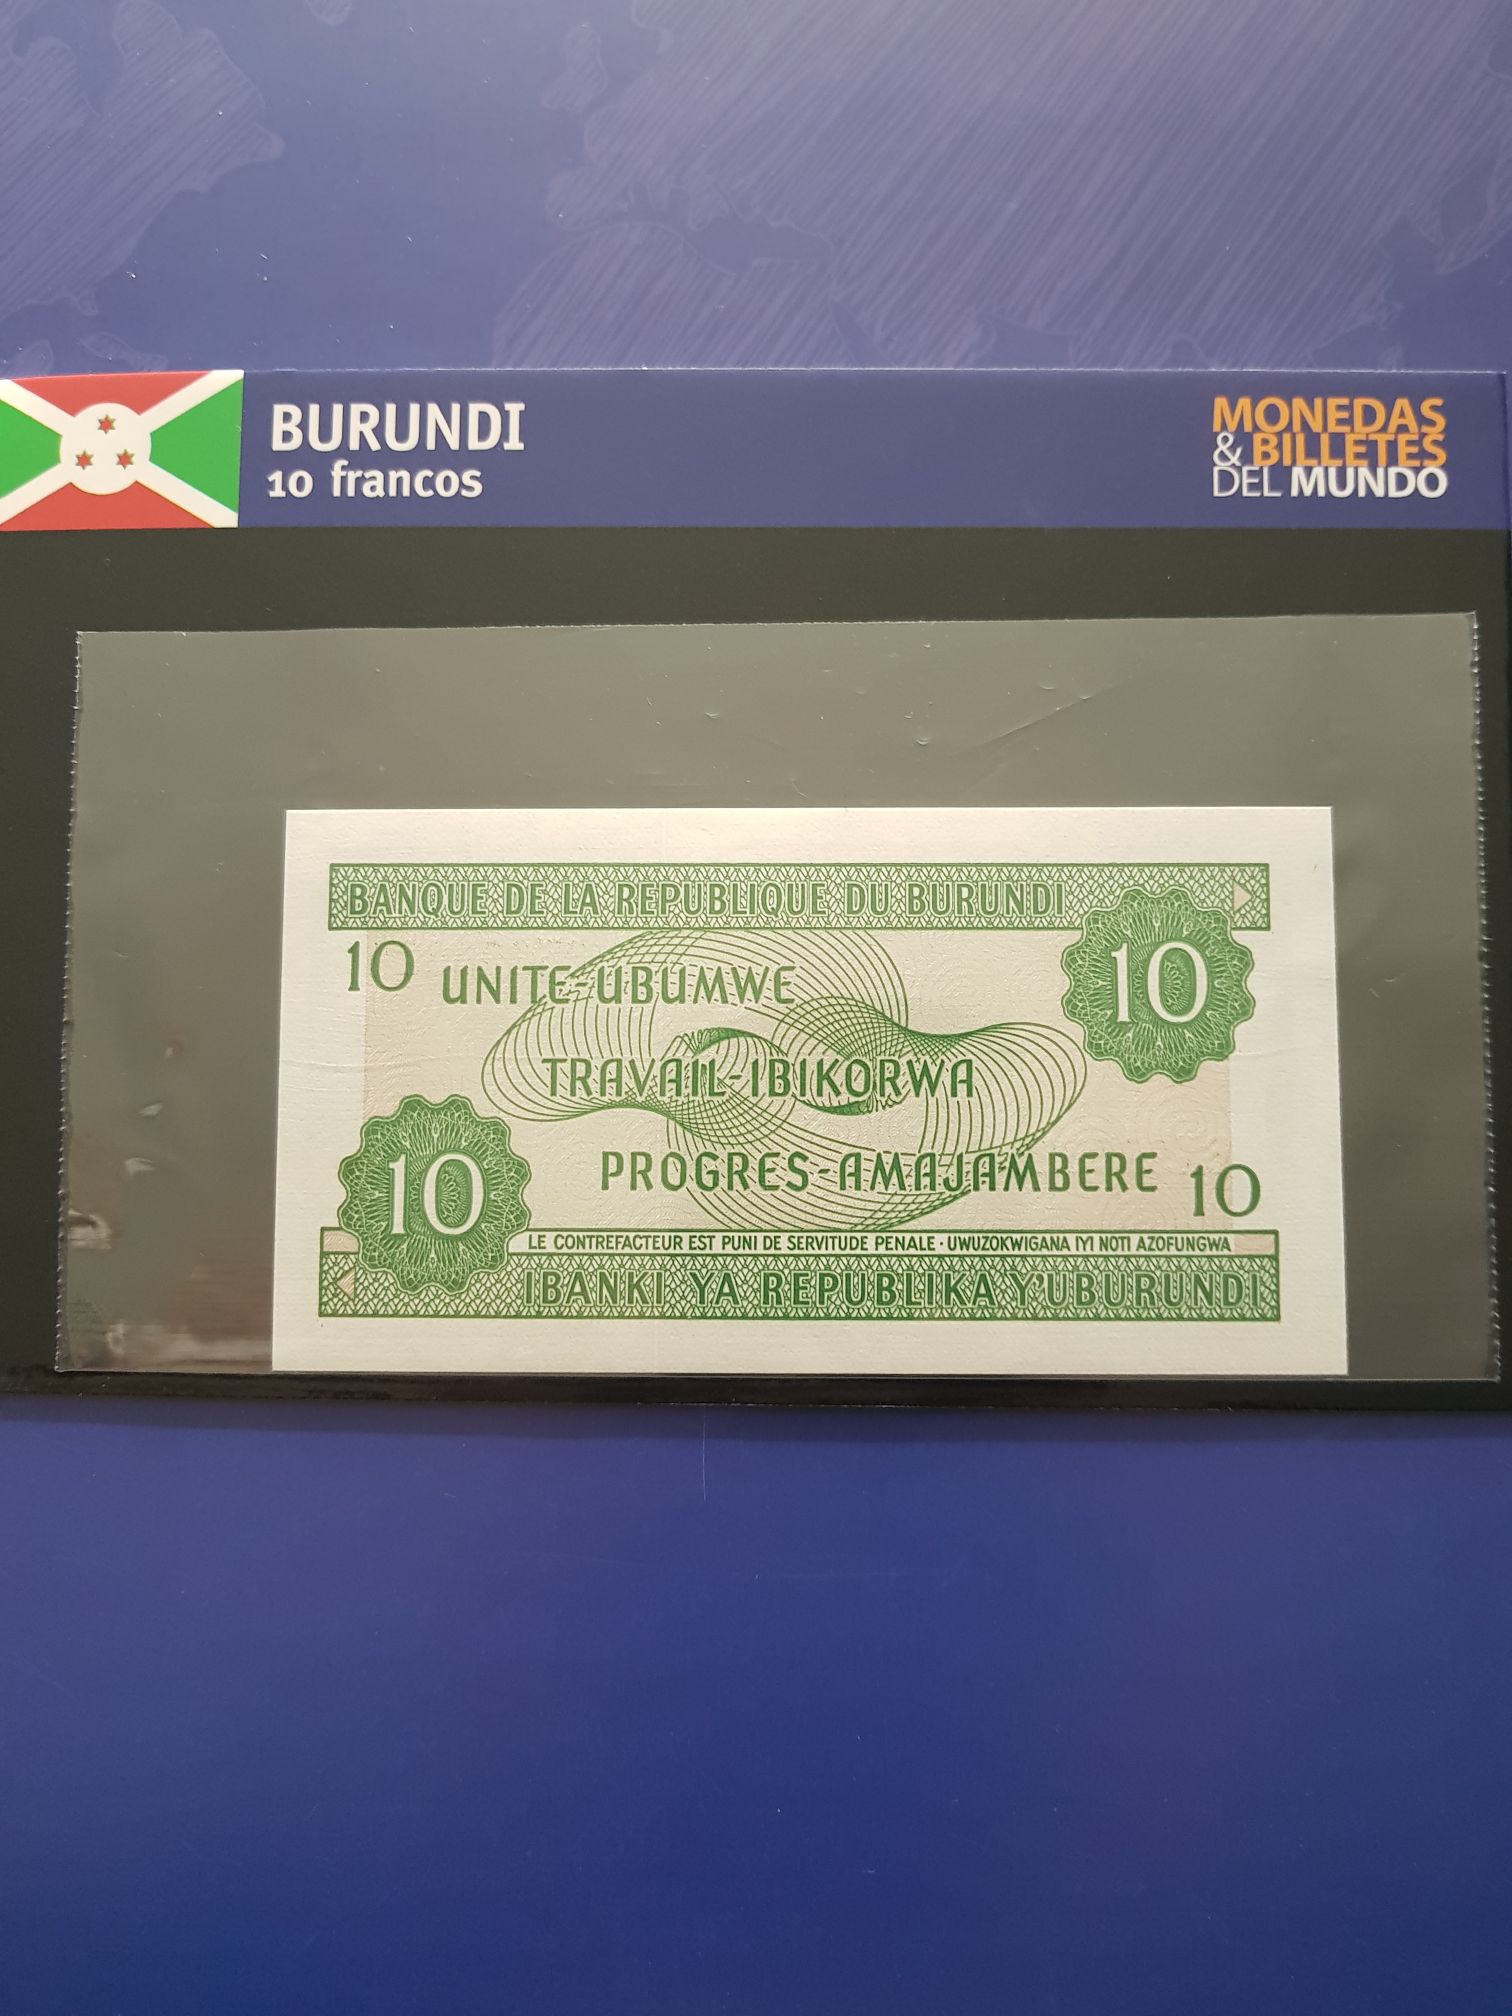 BURUNDI
10 francos
MONEDAS
& BILLETES
DEL MUNDO
BANQUE DE LA REPUBLIQUE DU BURUNDI
10
10
UNITE-UBUMWE
TRAVAIL-IBIKORWA
PROGRES-AMAJAMBERE
10
10
LE CONTREFACTEUR EST PUNI DE SERVITUDE PENALE · UWUZOKWIGANA IYI NOTI AZOFUNGWA
IBANKI YA REPUBLIKA Y'UBURUNDI